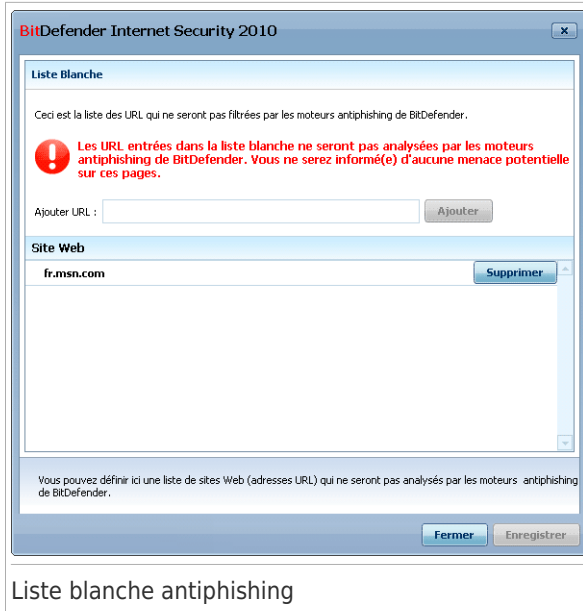 BitDefender Internet Security 2010
x
Liste Blanche
Ceci est la liste des URL qui ne seront pas filtrées par les moteurs antiphishing de BitDefender.
Les URL entrées dans la liste blanche ne seront pas analysées par les moteurs
antiphishing de BitDefender. Vous ne serez informé(e) d'aucune menace potentielle
sur ces pages.
Ajouter URL :
Ajouter
Site Web
fr.msn.com
Supprimer
Vous pouvez définir ici une liste de sites Web (adresses URL) qui ne seront pas analysés par les moteurs antiphishing
de BitDefender.
Fermer
Enregistrer
Liste blanche antiphishing